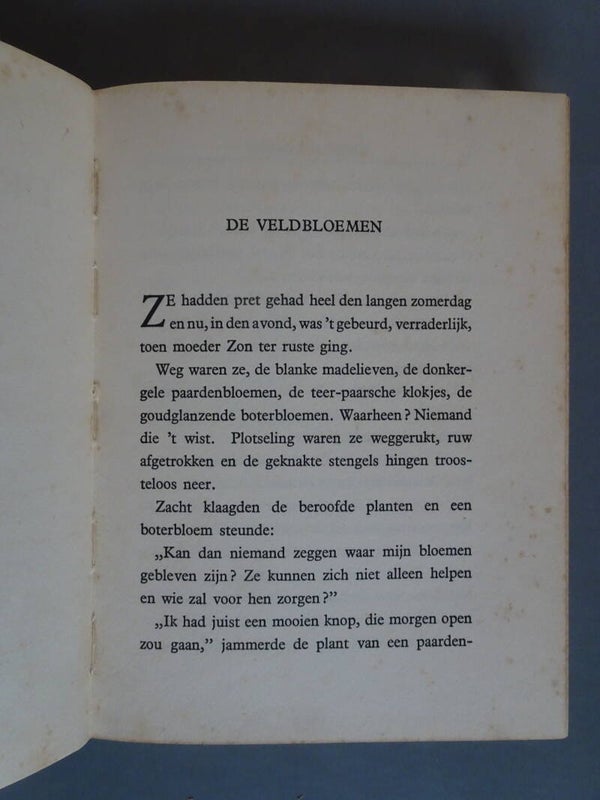 DE VELDBLOEMEN
ZE hadden pret gehad heel den langen zomerdag
en nu, in den avond, was 't gebeurd, verraderlijk,
toen moeder Zon ter ruste ging.
Weg waren ze, de blanke madelieven, de donker-
gele paardenbloemen, de teer-paarsche klokjes, de
goudglanzende boterbloemen. Waarheen? Niemand
die 't wist. Plotseling waren ze weggerukt, ruw
afgetrokken en de geknakte stengels hingen troos-
teloos neer.
Zacht klaagden de beroofde planten en een
boterbloem steunde:
„Kan dan niemand zeggen waar mijn bloemen
gebleven zijn? Ze kunnen zich niet alleen helpen
en wie zal voor hen zorgen?”
„Ik had juist een mooien knop, die morgen open
zou gaan,” jammerde de plant van een paarden-